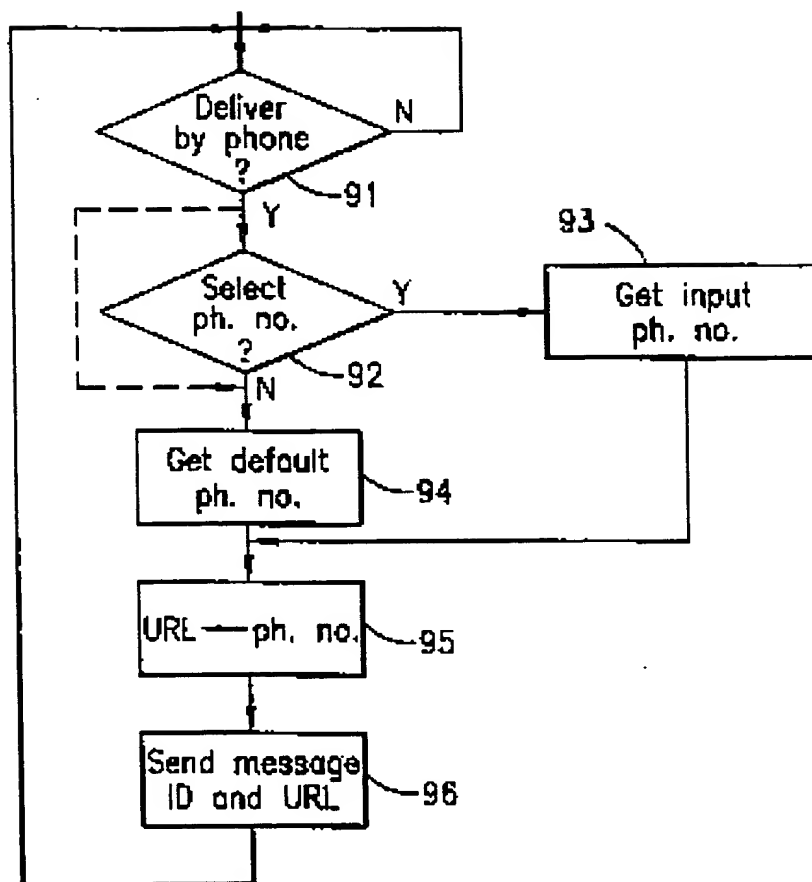 Deliver
by phone
?
N
91
Y
Select
ph. no.
?
Y
92
N
93
Get input
ph. no.
Get default
ph. no.
94
URL — ph. no.
95
Send message
ID and URL
96